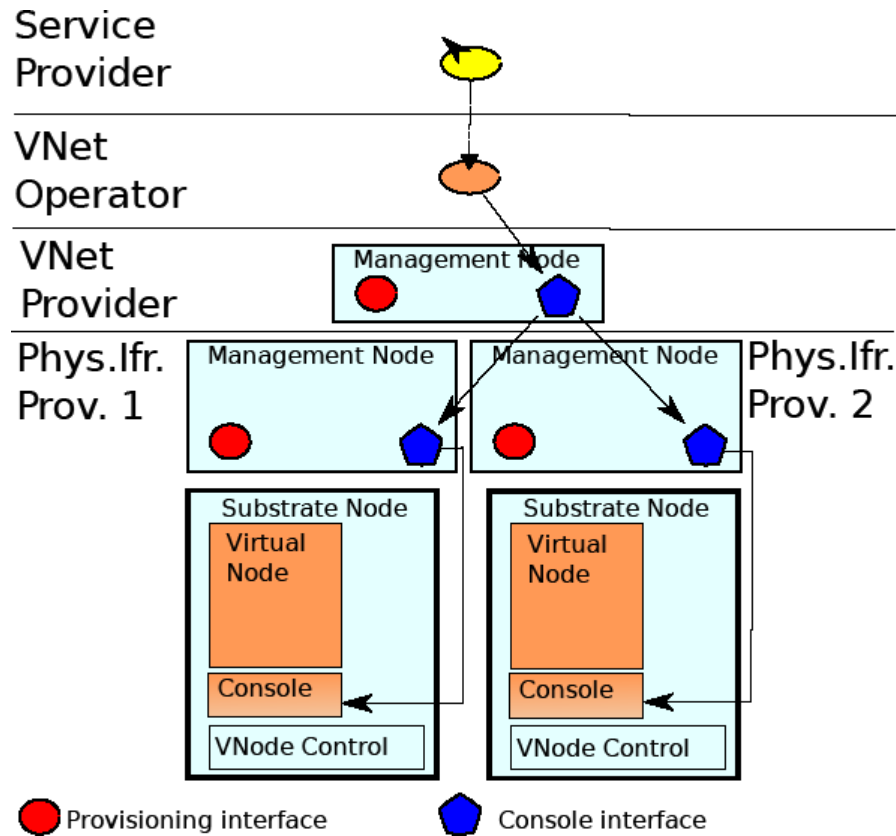 Service
Provider
VNet
Operator
VNet
Provider
Management Node
Phys.Ifr.
Prov. 1
Management Node
Management Node
Phys.Ifr.
Prov. 2
Substrate Node
Virtual
Node
Console
VNode Control
Substrate Node
Virtual
Node
Console
VNode Control
Provisioning interface
Console interface